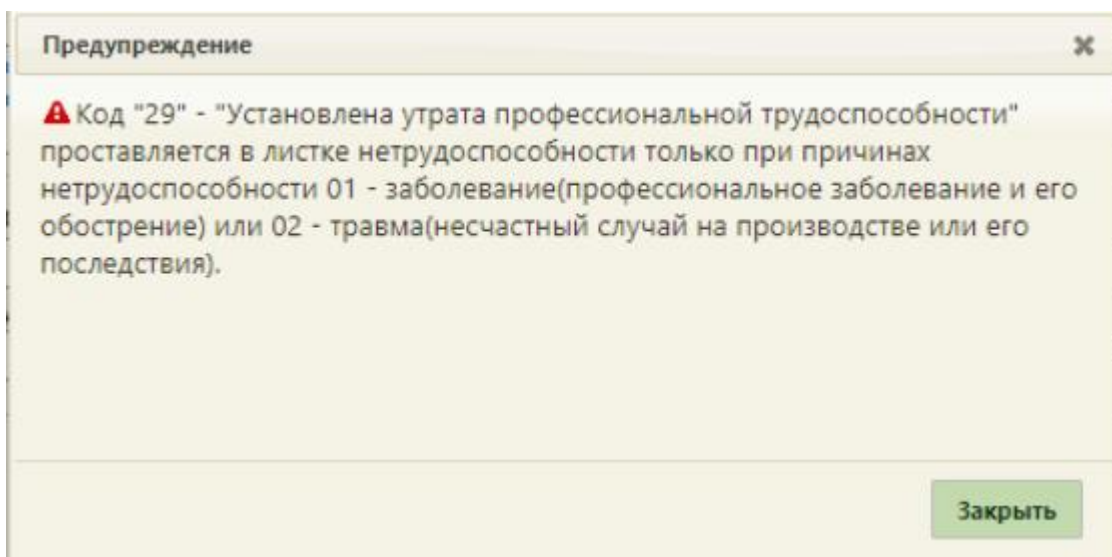 Предупреждение
Код "29" - "Установлена утрата профессиональной трудоспособности"
проставляется в листке нетрудоспособности только при причинах
нетрудоспособности 01 - заболевание(профессиональное заболевание и его
обострение) или 02 - травма(несчастный случай на производстве или его
последствия).
Закрыть